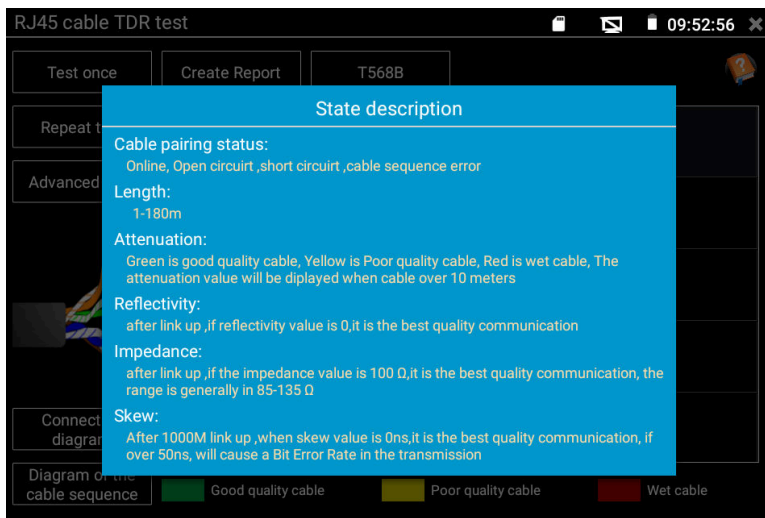 RJ45 cable TDR test
09:52:56
Test once
Create Report
T568B
Repeat t
Advanced
State description
Cable pairing status:
Online, Open circuirt ,short circuirt ,cable sequence error
Length:
1-180m
Attenuation:
Green is good quality cable, Yellow is Poor quality cable, Red is wet cable, The
attenuation value will be diplayed when cable over 10 meters
Reflectivity:
after link up ,if reflectivity value is 0,it is the best quality communication
Impedance:
after link up ,if the impedance value is 100 Ω,it is the best quality communication, the
range is generally in 85-135 Ω
Skew:
After 1000M link up ,when skew value is 0ns,it is the best quality communication, if
over 50ns, will cause a Bit Error Rate in the transmission
Connect
diagra
Diagram of the
cable sequence
Good quality cable
Poor quality cable
Wet cable